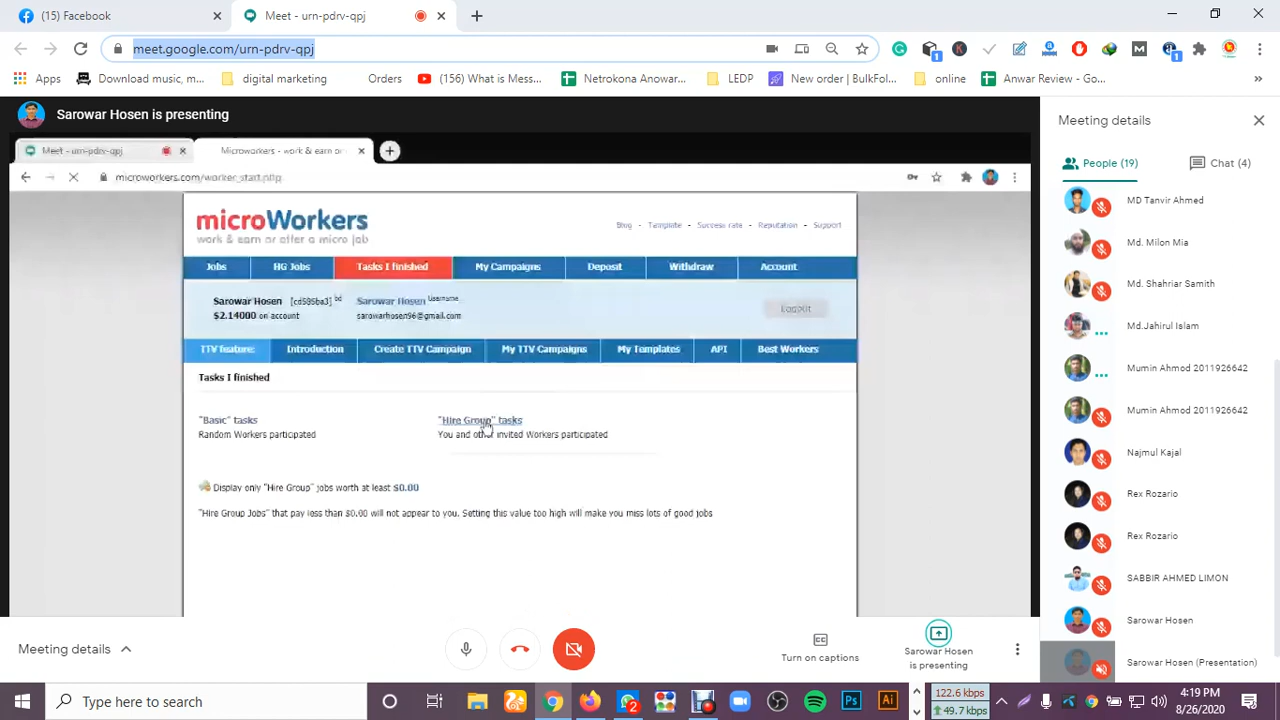 (15) Facebook
Meet - urn-pdrv-qpj
meet.google.com/urn-pdrv-qpj
Apps
Download music, m...
digital marketing
Orders
(156) What is Mess...
Netrokona Anowar...
LEDP
New order | BulkFol...
online
Anwar Review - Go...
»
Sarowar Hosen is presenting
Meet - urn-pdrv-qpj
Microworkers - work & earn or
microworkers.com/worker_start.php
microWorkers
work & earn or offer a micro job
Blog - Template - Success rate - Reputation - Support
Jobs
HG Jobs
Tasks I finished
My Campaigns
Deposit
Withdraw
Account
Sarowar Hosen
Sarowar Hosen Username
$2.14000 on account
sarowarhosen96@gmail.com
Logout
TTV feature:
Introduction
Create TTV Campaign
My TTV Campaigns
My Templates
API
Best Workers
Tasks I finished
"Basic" tasks
"Hire Group" tasks
Random Workers participated
You and other invited Workers participated
Display only "Hire Group" jobs worth at least $0.00
"Hire Group Jobs" that pay less than $0.00 will not appear to you. Setting this value too high will make you miss lots of good jobs
Meeting details
People (19)
Chat (4)
MD Tanvir Ahmed
Md. Milon Mia
Md. Shahriar Samith
Md.Jahirul Islam
Mumin Ahmod 2011926642
Mumin Ahmod 2011926642
Najmul Kajal
Rex Rozario
Rex Rozario
SABBIR AHMED LIMON
Sarowar Hosen
Sarowar Hosen (Presentation)
Meeting details
Turn on captions
Sarowar Hosen
is presenting
Type here to search
2
Ps
Ai
122.6 kbps
49.7 kbps
4:19 PM
8/26/2020